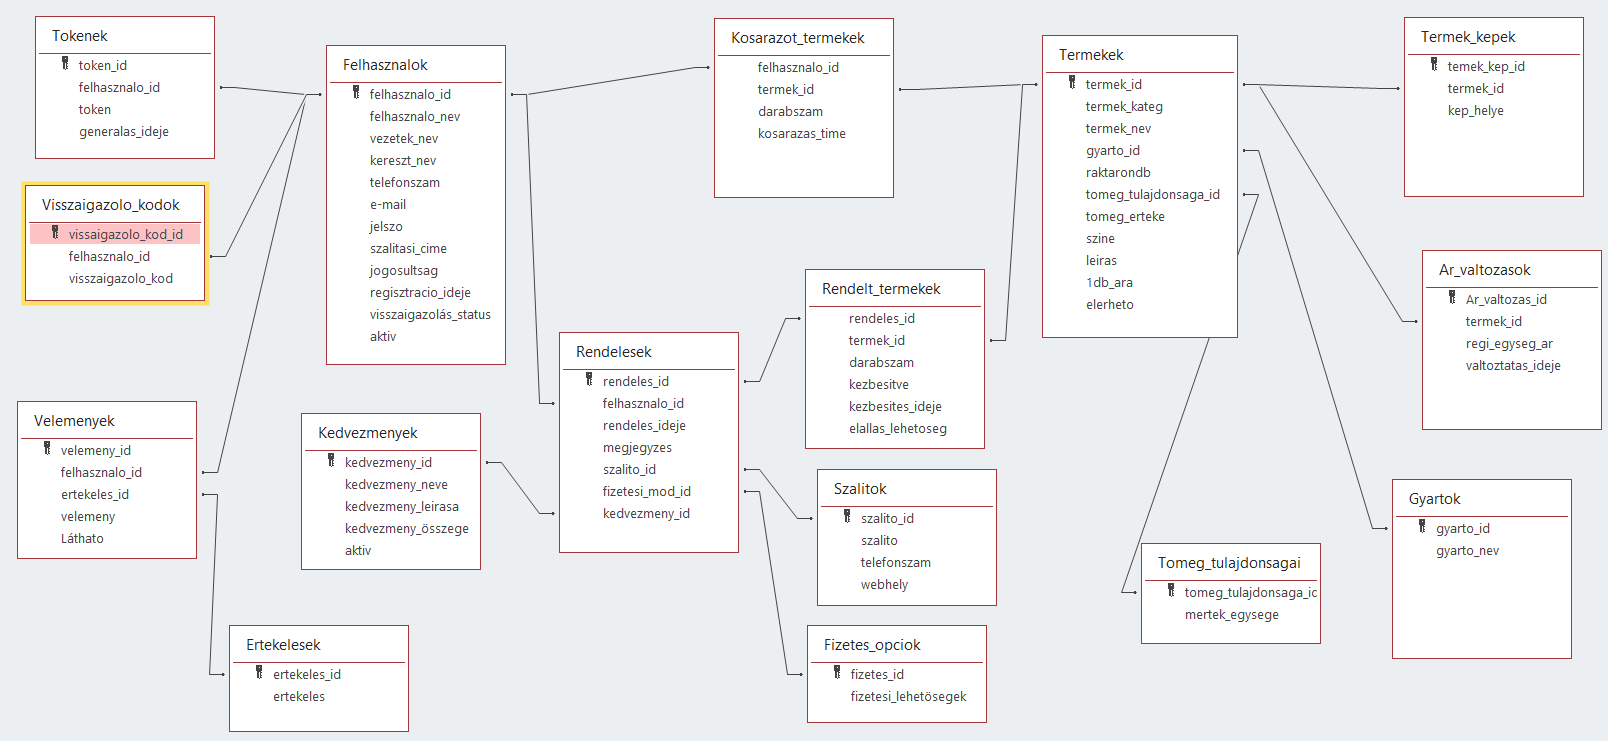 Tokenek
token_id
felhasznalo_id
token
generalas_ideje
Visszaigazolo_kodok
vissaigazolo_kod_id
felhasznalo_id
visszaigazolo_kod
Velemenyek
velemeny_id
felhasznalo_id
ertekeles_id
velemeny
Láthato
Felhasznalok
felhasznalo_id
felhasznalo_nev
vezetek_nev
kereszt_nev
telefonszam
e-mail
jelszo
szalitasi_cime
jogosultsag
regisztracio_ideje
visszaigazolás_status
aktiv
Kedvezmenyek
kedvezmeny_id
kedvezmeny_neve
kedvezmeny_leirasa
kedvezmeny_összege
aktiv
Ertekelesek
ertekeles_id
ertekeles
Rendelesek
rendeles_id
felhasznalo_id
rendeles_ideje
megjegyzes
szalito_id
fizetesi_mod_id
kedvezmeny_id
Kosarazot_termekek
felhasznalo_id
termek_id
darabszam
kosarazas_time
Rendelt_termekek
rendeles_id
termek_id
darabszam
kezbesitve
kezbesites_ideje
elallas_lehetoseg
Szalitok
szalito_id
szalito
telefonszam
webhely
Fizetes_opciok
fizetes_id
fizetesi_lehetösegek
Termekek
termek_id
termek_kateg
termek_nev
gyarto_id
raktarondb
tomeg_tulajdonsaga_id
tomeg_erteke
szine
leiras
1db_ara
elerheto
Tomeg_tulajdonsagai
tomeg_tulajdonsaga_ic
mertek_egysege
Termek_kepek
temek_kep_id
termek_id
kep_helye
Ar_valtozasok
Ar_valtozas_id
termek_id
regi_egyseg_ar
valtoztatas_ideje
Gyartok
gyarto_id
gyarto_nev